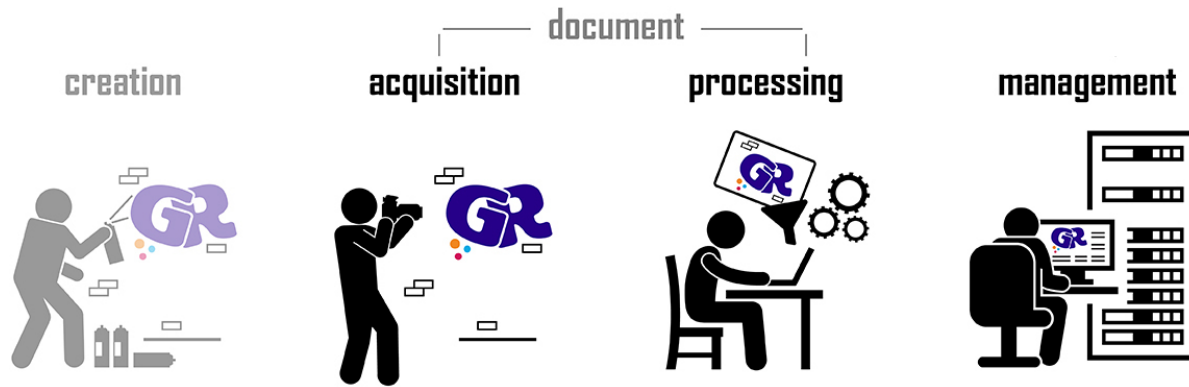 document
creation
acquisition
processing
management
GR
GR
GR
GR